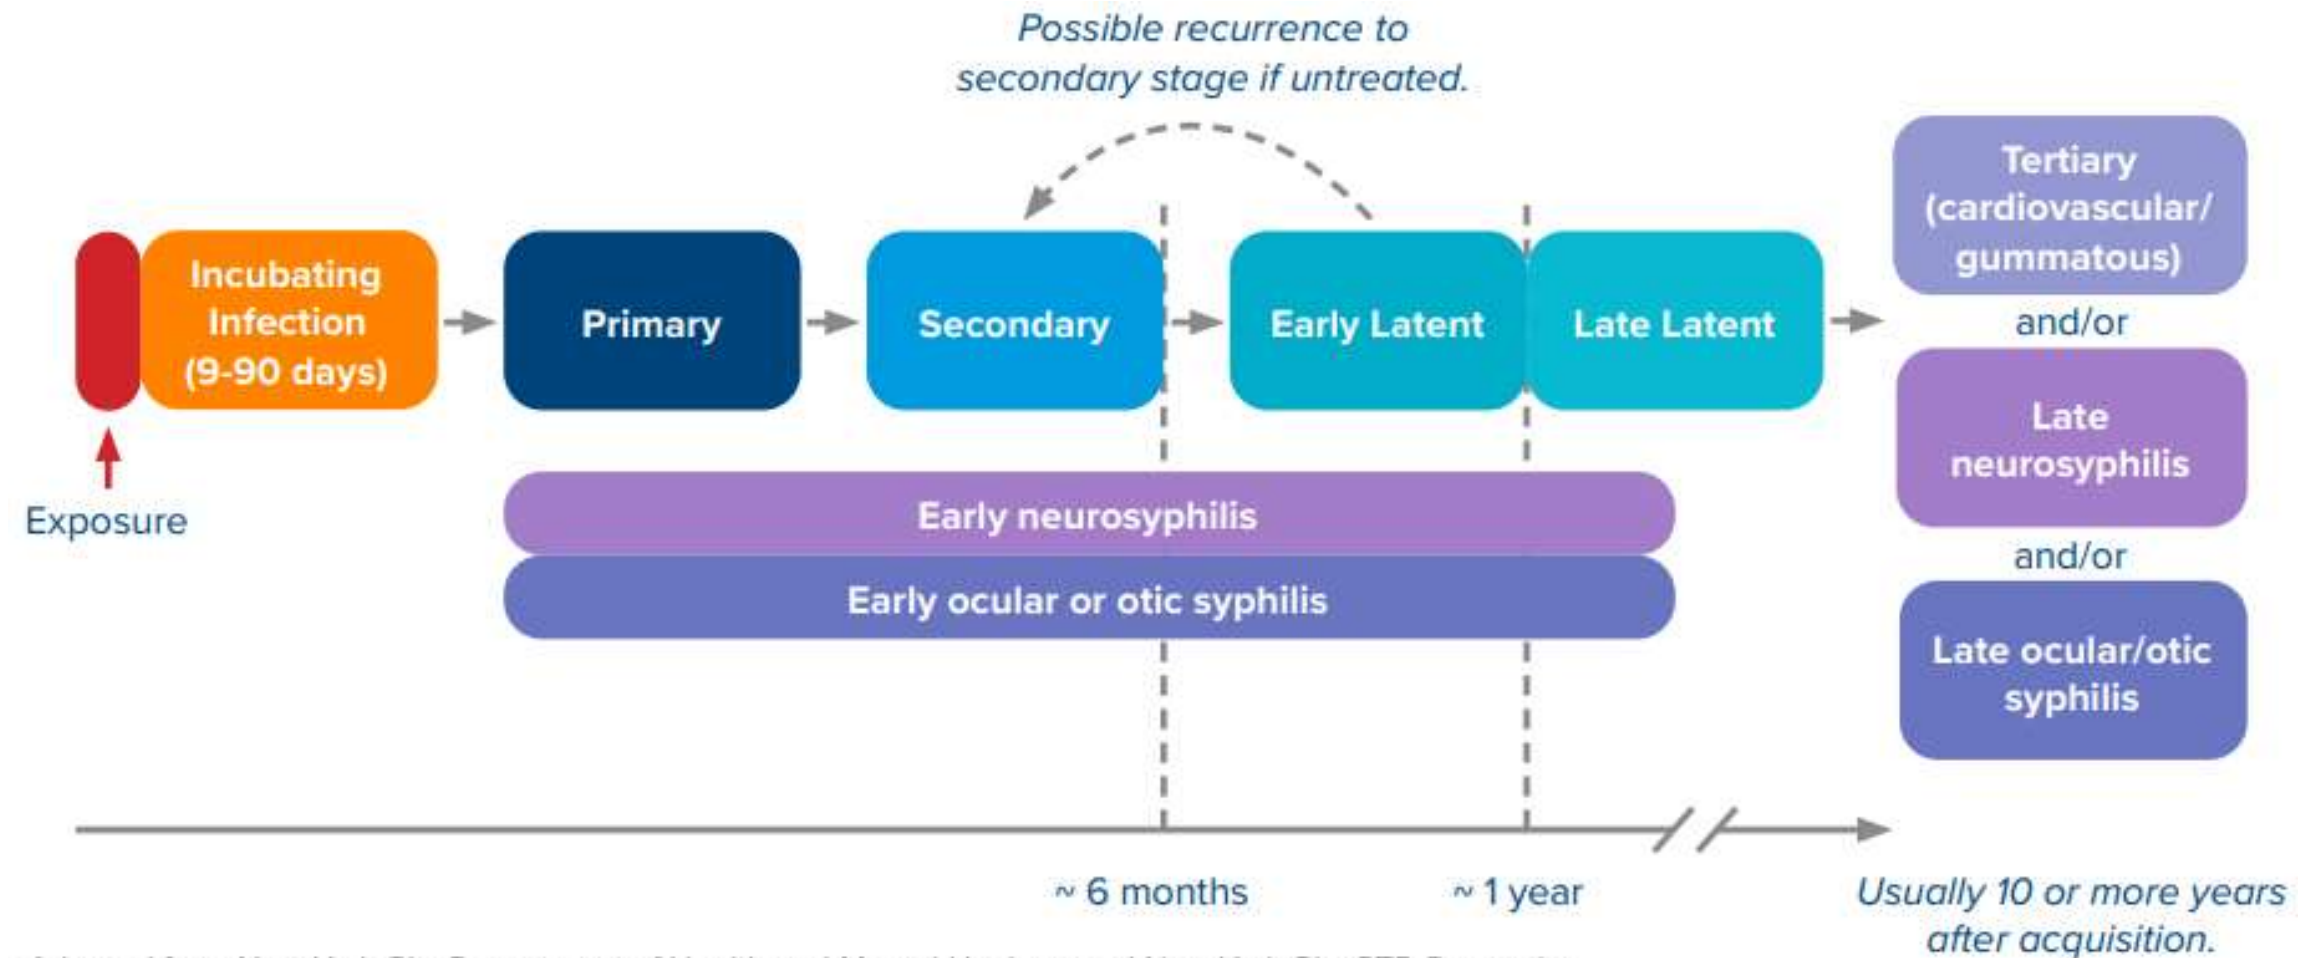 Possible recurrence to
secondary stage if untreated.
Incubating
Infection
(9-90 days)
Primary
Secondary
Early Latent
Late Latent
Tertiary
(cardiovascular/
gummatous)
and/or
Late
neurosyphilis
and/or
Late ocular/otic
syphilis
Exposure
Early neurosyphilis
Early ocular or otic syphilis
~ 6 months
~ 1 year
Usually 10 or more years
after acquisition.